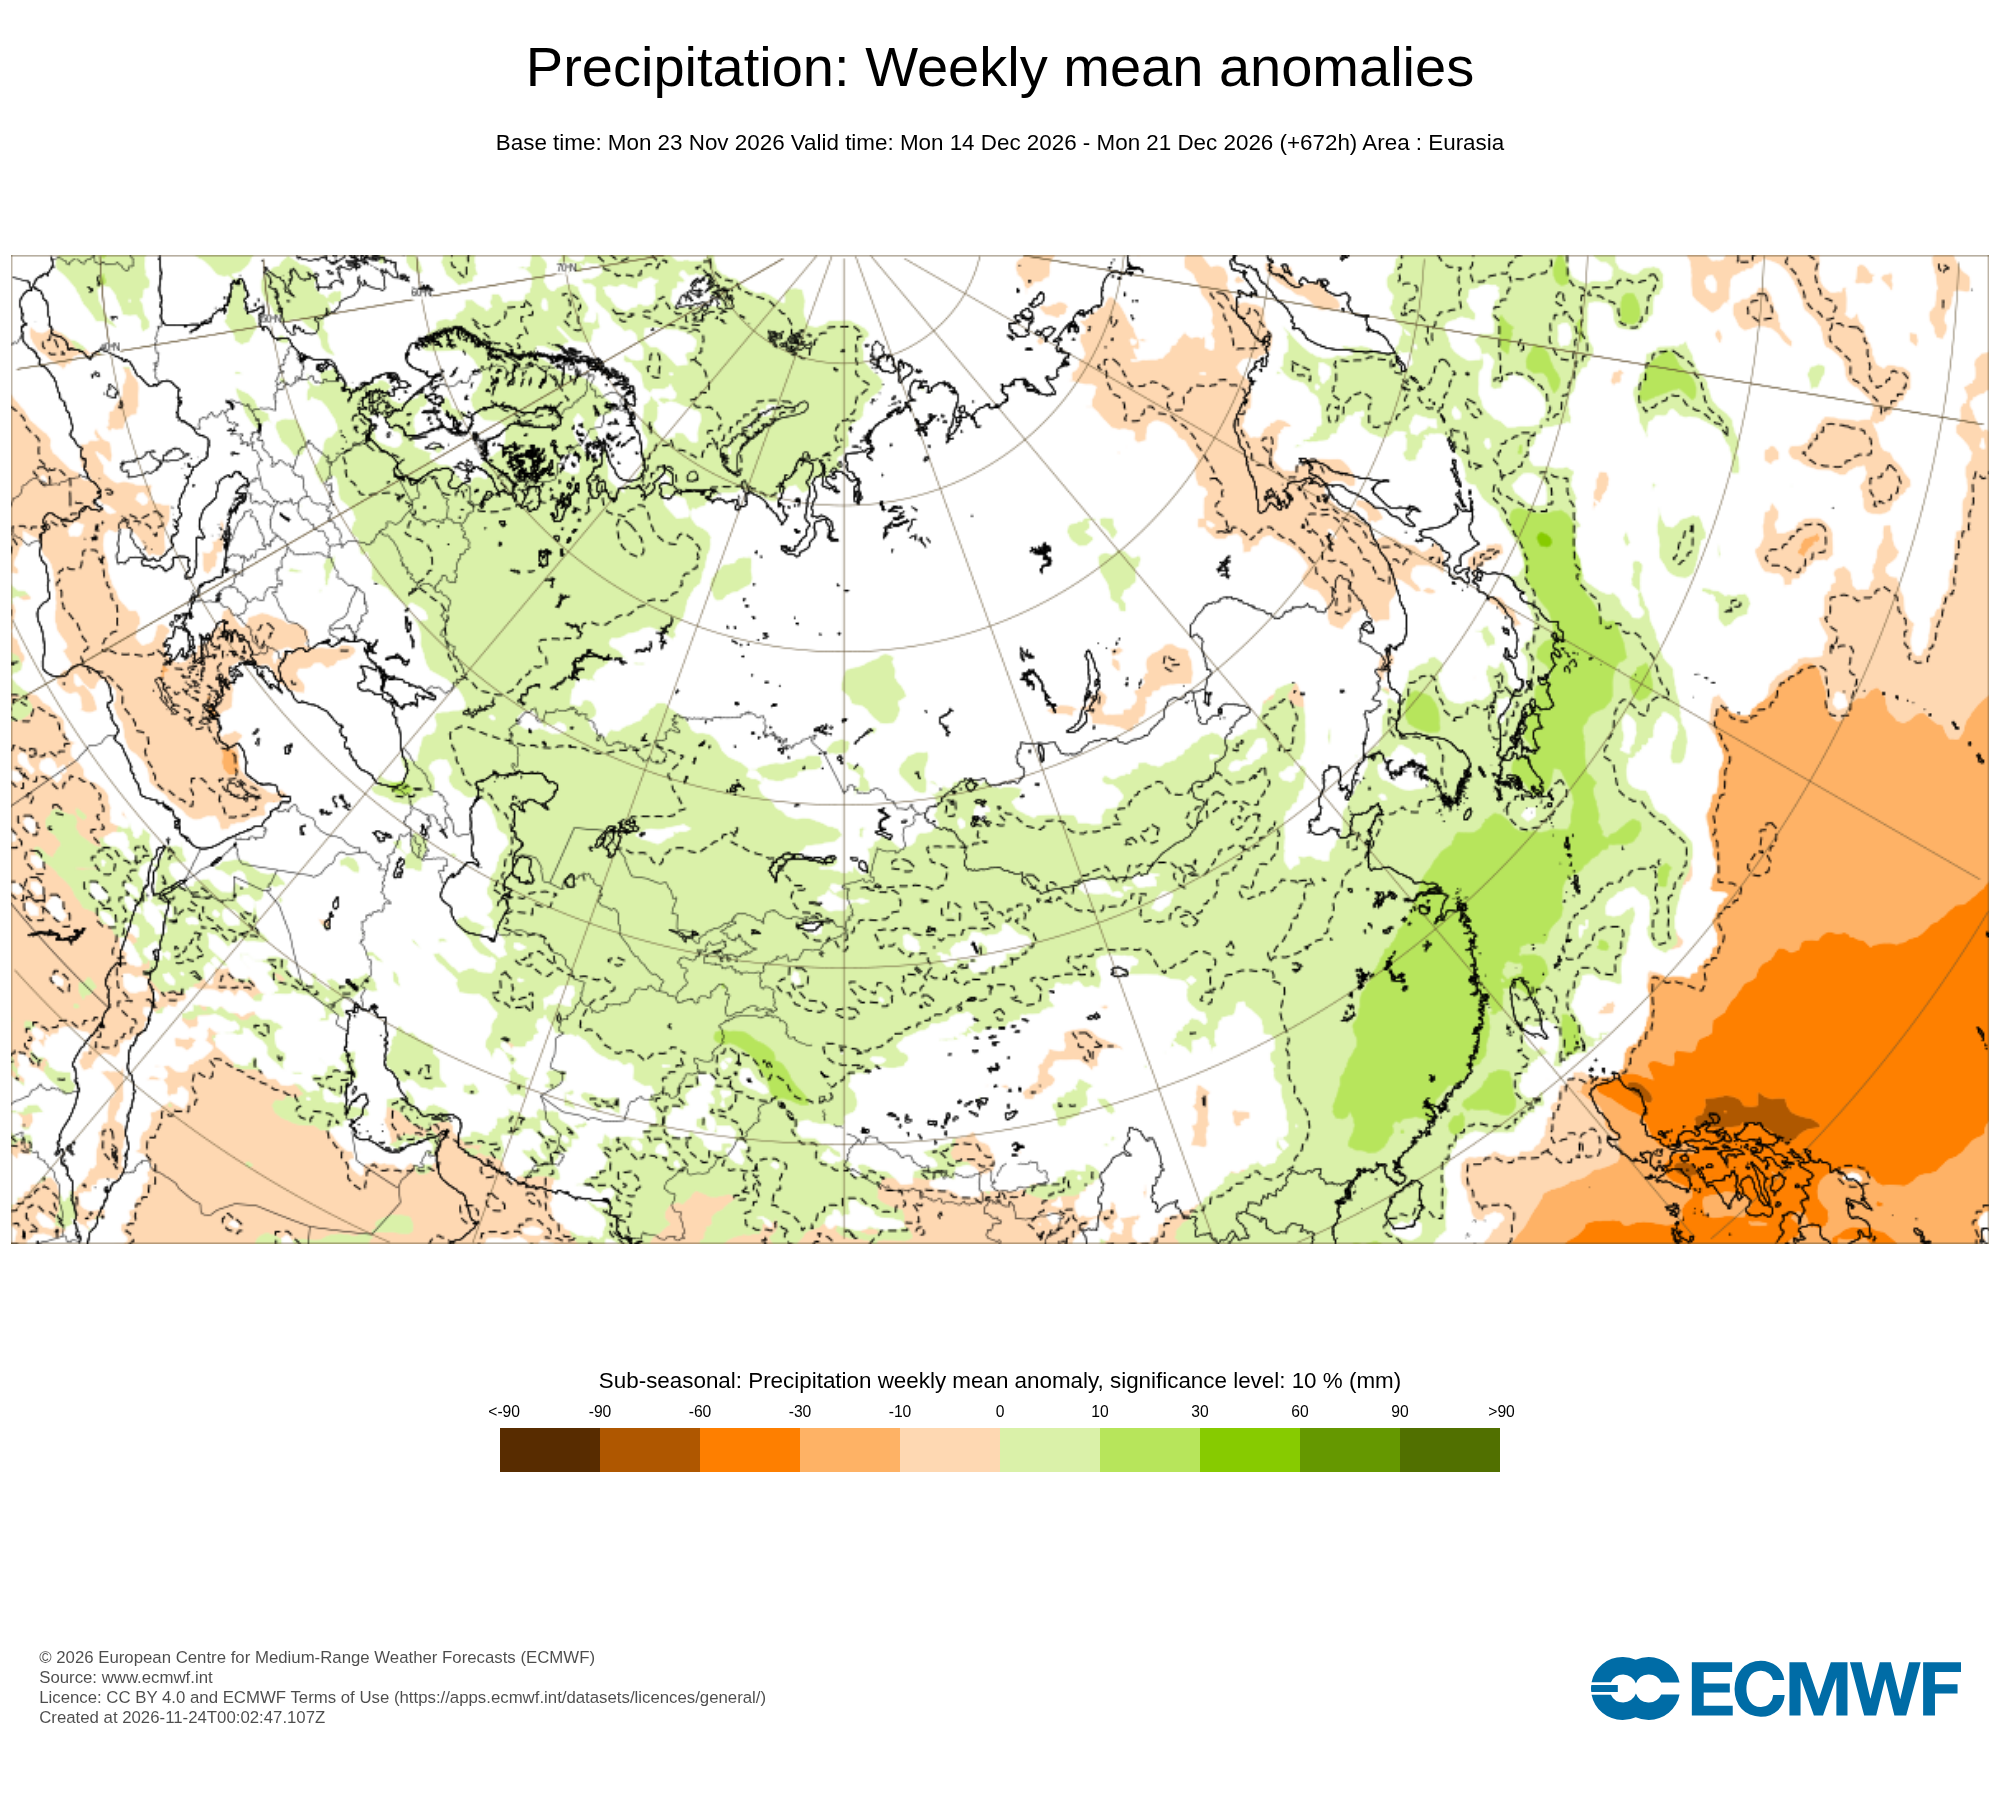 Precipitation: Weekly mean anomalies
Base time: Mon 23 Nov 2026 Valid time: Mon 14 Dec 2026 - Mon 21 Dec 2026 (+672h) Area : Eurasia
70°N
60°N
50°N
40°N
Sub-seasonal: Precipitation weekly mean anomaly, significance level: 10 % (mm)
<-90 -90 -60 -30 -10 0 10 30 60 90 >90
© 2026 European Centre for Medium-Range Weather Forecasts (ECMWF)
Source: www.ecmwf.int
Licence: CC BY 4.0 and ECMWF Terms of Use (https://apps.ecmwf.int/datasets/licences/general/)
Created at 2026-11-24T00:02:47.107Z
ECMWF